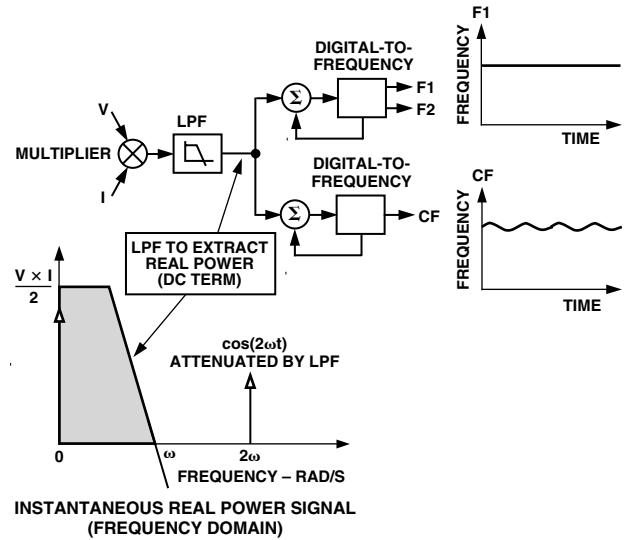 V
I
MULTIPLIER
LPF
DIGITAL-TO-
FREQUENCY
Σ
F1
F2
DIGITAL-TO-
FREQUENCY
Σ
CF
F1
FREQUENCY
TIME
CF
FREQUENCY
TIME
LPF TO EXTRACT
REAL POWER
(DC TERM)
V × I
2
cos(2ωt)
ATTENUATED BY LPF
0
ω
2ω
FREQUENCY – RAD/S
INSTANTANEOUS REAL POWER SIGNAL
(FREQUENCY DOMAIN)